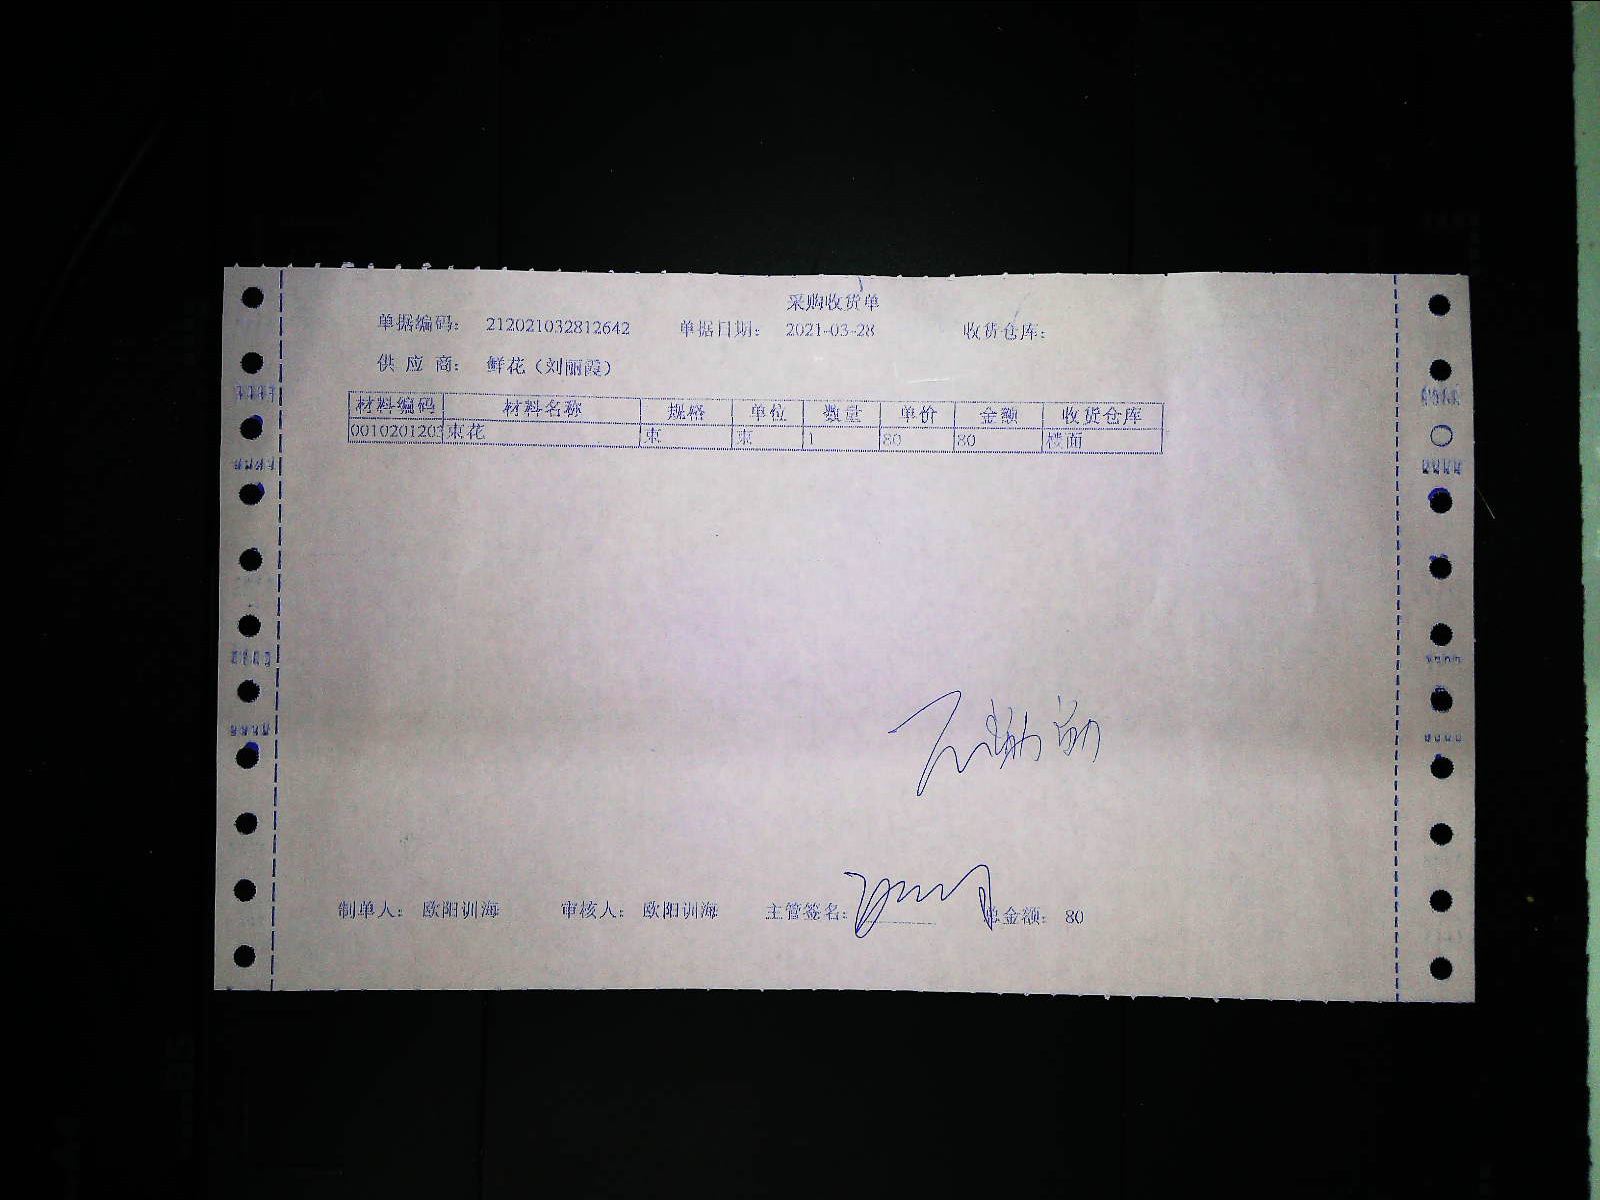 采购收货单
单据编码: 212021032812642 单据日期: 2021-03-28 收货仓库:
供 应 商: 鲜花（刘丽霞）
材料编码 材料名称 规格 单位 数量 单价 金额 收货仓库
0010201203 束花 束 束 1 80 80 楼面
制单人: 欧阳训海 审核人: 欧阳训海 主管签名: 总金额: 80